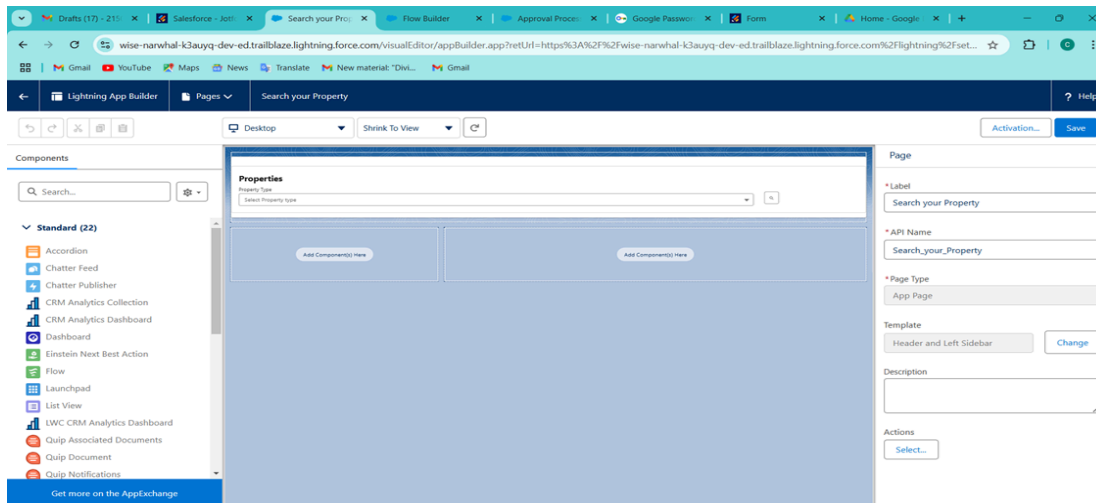 Drafts (17) - 215
Salesforce - Jott
Search your Prop
Flow Builder
Approval Proces
Google Passwor
Form
Home - Google
wise-narwhal-k3auyq-dev-ed.trailblaze.lightning.force.com/visualEditor/appBuilder.app?retUrl=https%3A%2F%2Fwise-narwhal-k3auyq-dev-ed.trailblaze.lightning.force.com%2Flightning%2Fset...
Gmail YouTube Maps News Translate New material: "Divi... Gmail
Lightning App Builder Pages Search your Property ? Help
Desktop Shrink To View Activation... Save
Components
Search...
Standard (22)
Accordion
Chatter Feed
Chatter Publisher
CRM Analytics Collection
CRM Analytics Dashboard
Dashboard
Einstein Next Best Action
Flow
Launchpad
List View
LWC CRM Analytics Dashboard
Quip Associated Documents
Quip Document
Quip Notifications
Get more on the AppExchange
Properties
Property Type
Select Property type
Add Component(s) Here Add Component(s) Here
Page
*Label
Search your Property
*API Name
Search_your_Property
*Page Type
App Page
Template
Header and Left Sidebar Change
Description
Actions
Select...